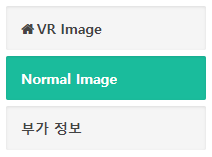 VR Image
Normal Image
부가 정보